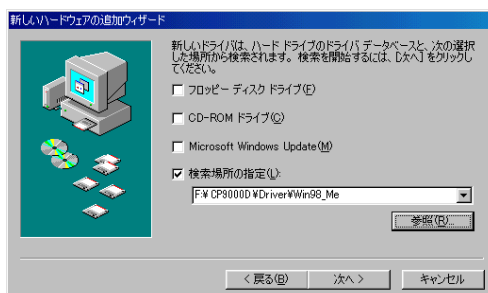 新しいハードウェアの追加ウィザード
新しいドライバは、ハード ドライブのドライバ データベースと、次の選択
した場所から検索されます。検索を開始するには、[次へ] をクリックし
てください。
フロッピー ディスク ドライブ(F)
CD-ROM ドライブ(C)
Microsoft Windows Update(M)
検索場所の指定(L):
F:¥ CP9000D ¥Driver¥Win98_Me
参照(R)...
< 戻る(B)
次へ >
キャンセル